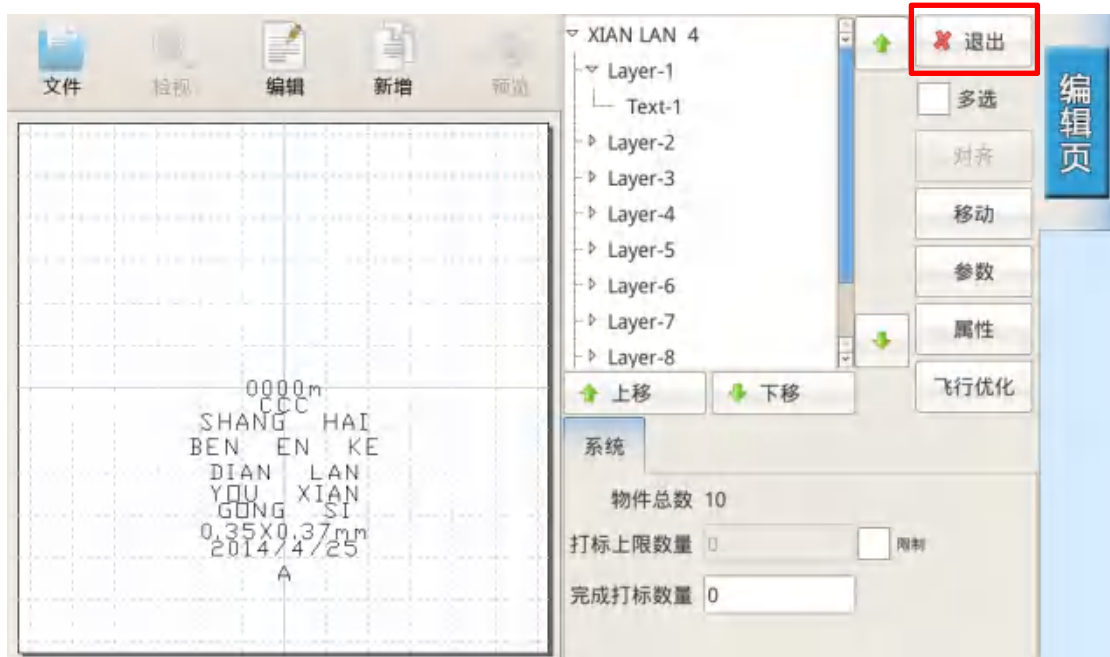 文件 检视 编辑 新增 预览
0000m
CCC
SHANG HAI
BEN EN KE
DIAN LAN
YOU XIAN
GONG SI
0.35X0.37mm
2014/4/25
A
XIAN LAN 4
Layer-1
Text-1
Layer-2
Layer-3
Layer-4
Layer-5
Layer-6
Layer-7
Layer-8
上移 下移
系统
物件总数 10
打标上限数量 0 限制
完成打标数量 0
退出
多选
对齐
移动
参数
属性
飞行优化
编辑页